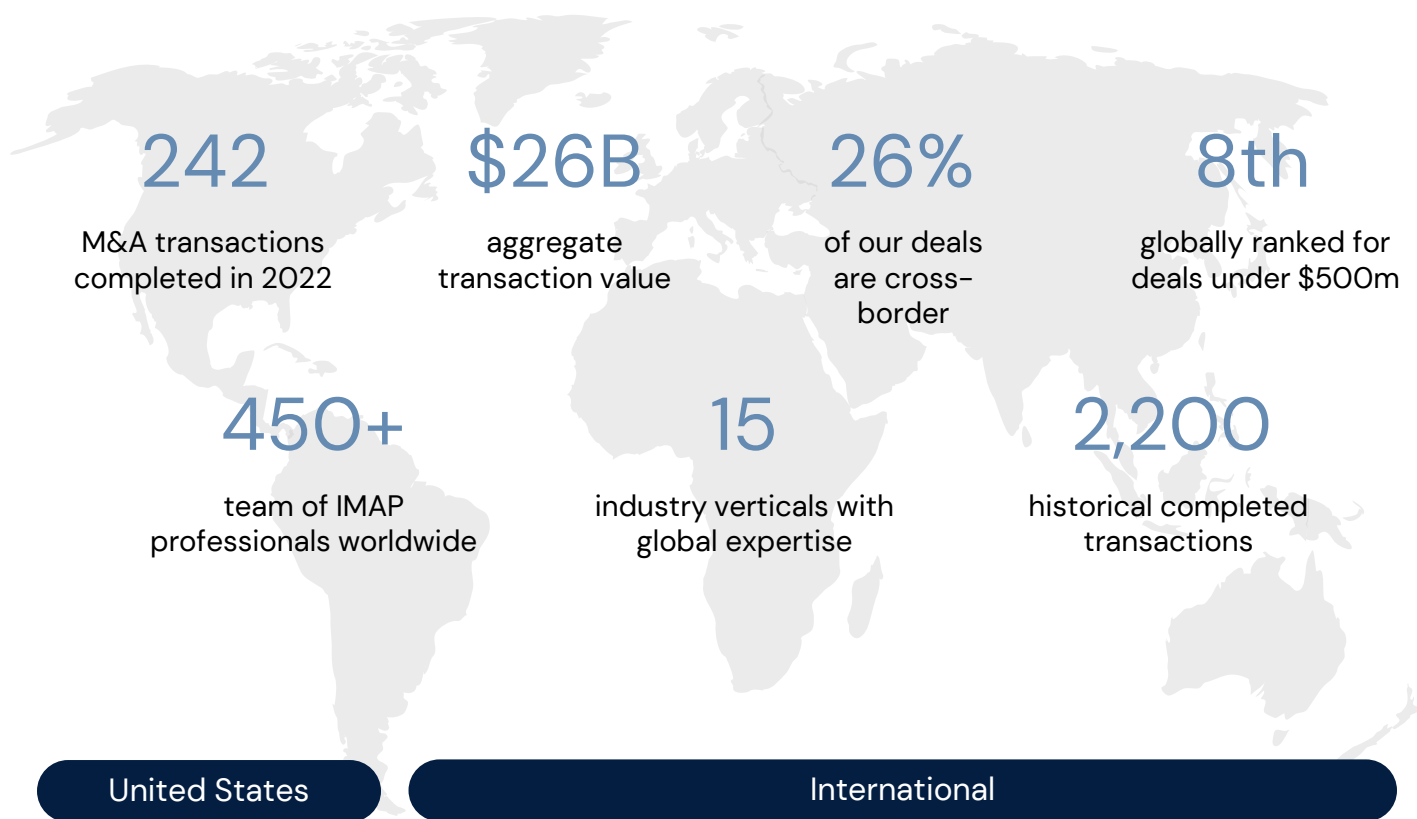 242
M&A transactions
completed in 2022
$26B
aggregate
transaction value
26%
of our deals
are cross-
border
8th
globally ranked for
deals under $500m
450+
team of IMAP
professionals worldwide
15
industry verticals with
global expertise
2,200
historical completed
transactions
United States
International